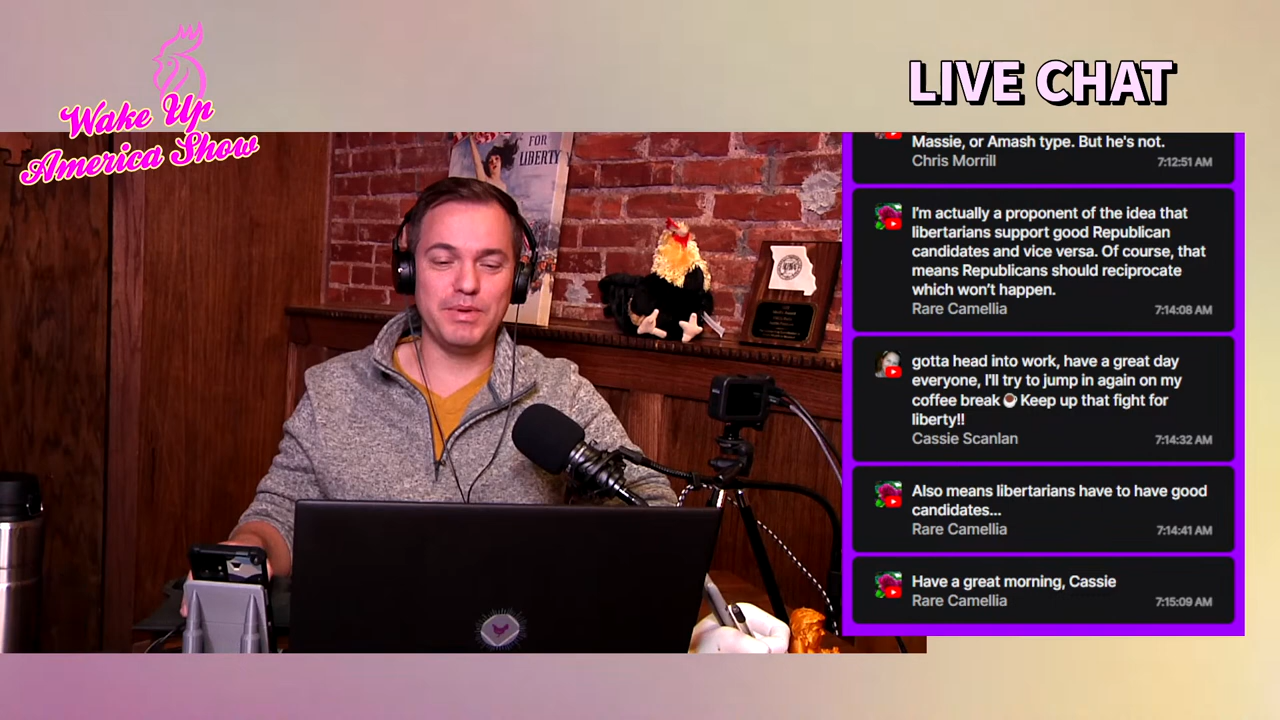 Wake Up
America Show
LIVE CHAT
FOR
LIBERTY
Massie, or Amash type. But he's not.
Chris Morrill
7:12:51 AM
I'm actually a proponent of the idea that
libertarians support good Republican
candidates and vice versa. Of course, that
means Republicans should reciprocate
which won't happen.
Rare Camellia
7:14:08 AM
gotta head into work, have a great day
everyone, I'll try to jump in again on my
coffee break☕ Keep up that fight for
liberty!!
Cassie Scanlan
7:14:32 AM
Also means libertarians have to have good
candidates...
Rare Camellia
7:14:41 AM
Have a great morning, Cassie
Rare Camellia
7:15:09 AM